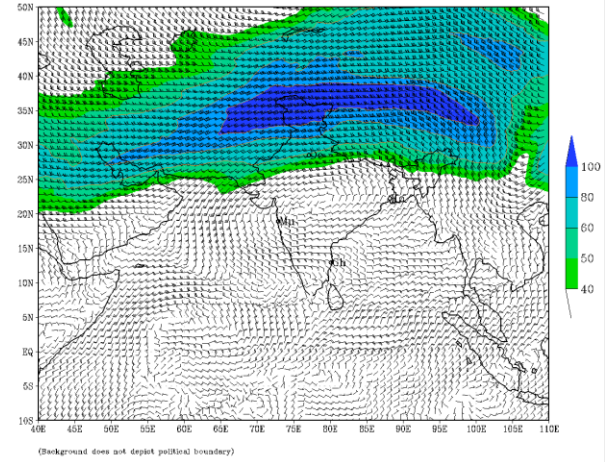 50N
45N
40N
35N
30N
25N
20N
15N
10N
5N
EQ
5S
10S
40E 45E 50E 55E 60E 65E 70E 75E 80E 85E 90E 95E 100E 105E 110E
100
80
60
50
40
(Background does not depict political boundary)